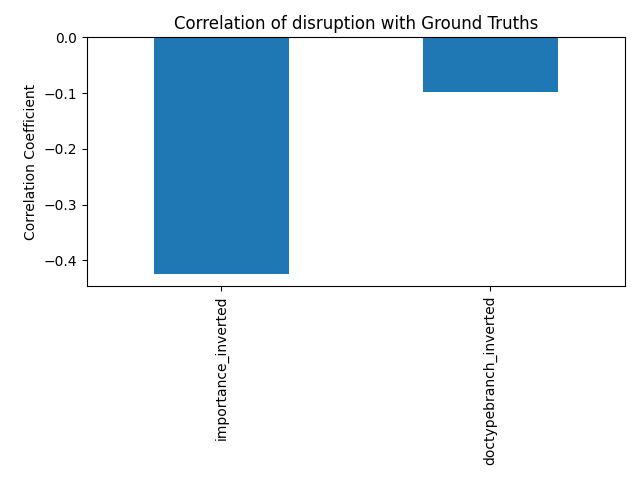 Correlation of disruption with Ground Truths
Correlation Coefficient
0.0
−0.1
−0.2
−0.3
−0.4
importance_inverted
doctypebranch_inverted